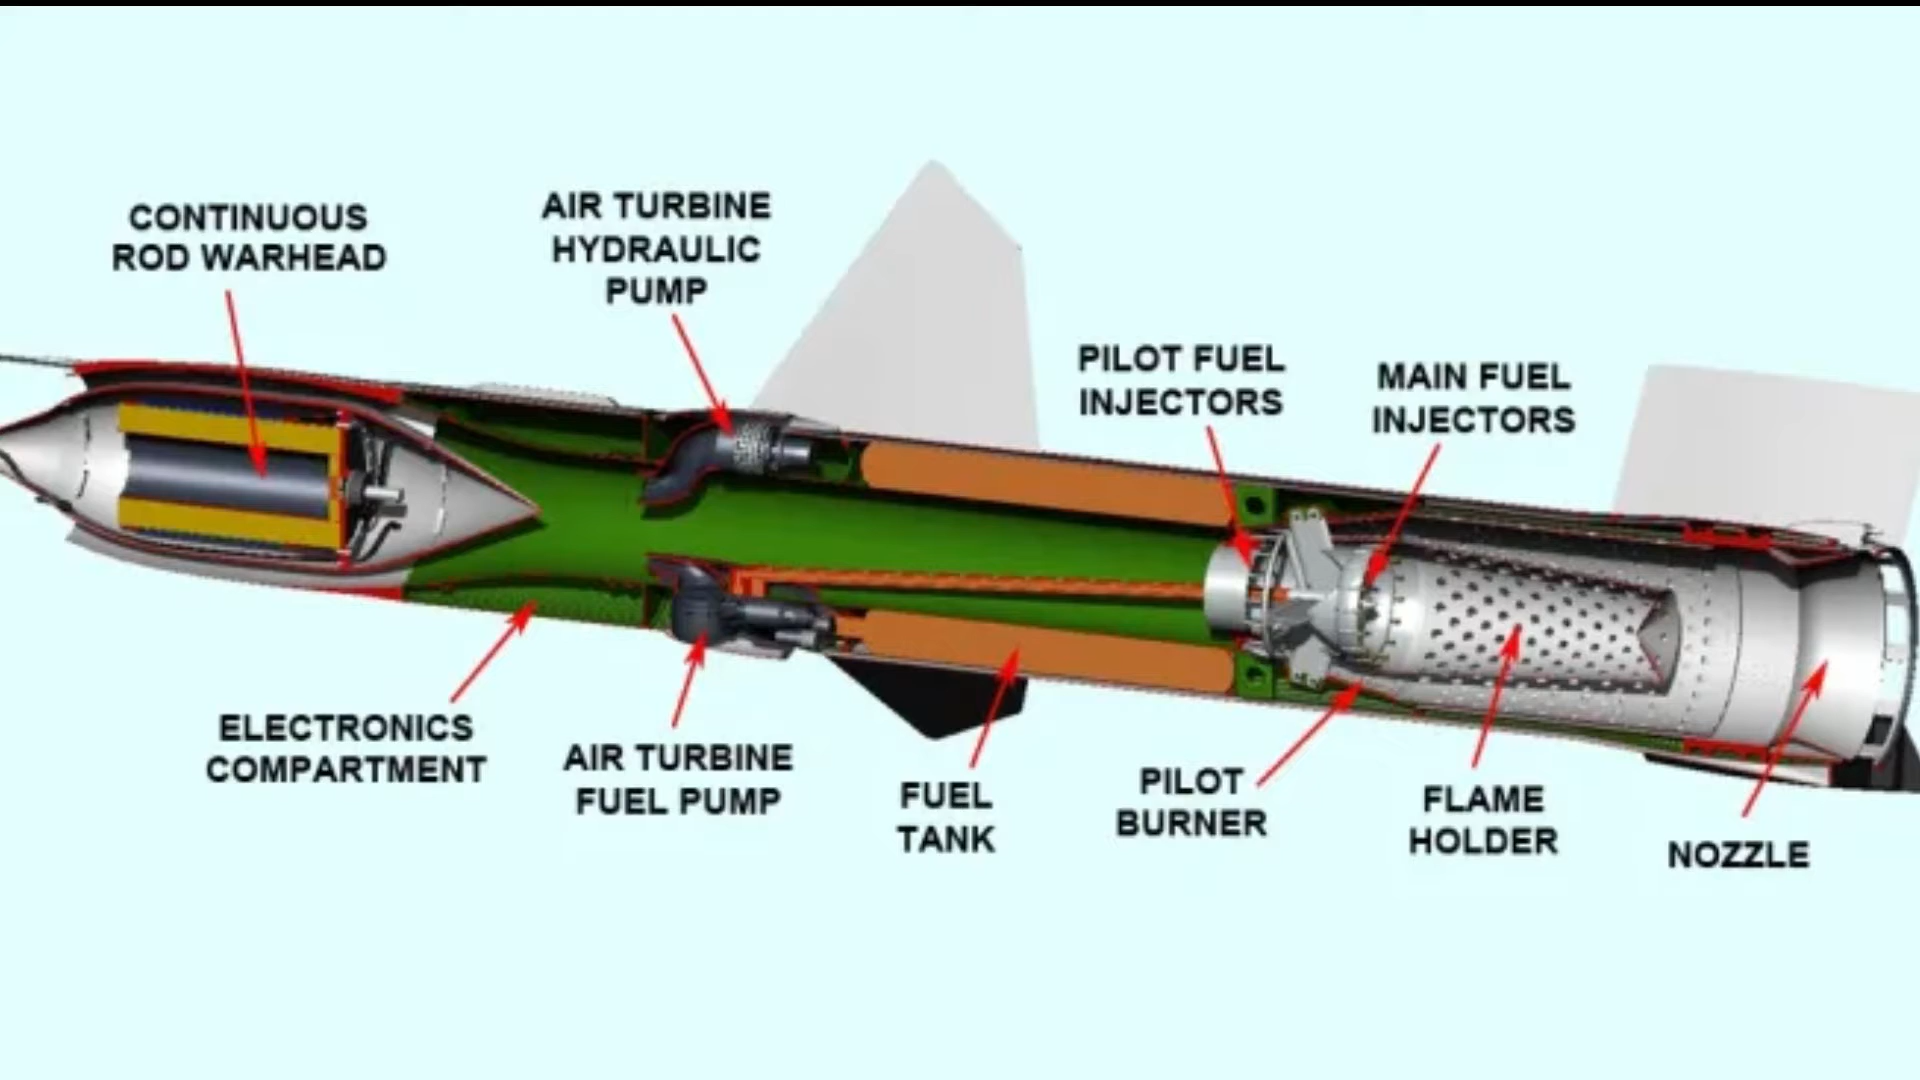 CONTINUOUS
ROD WARHEAD
AIR TURBINE
HYDRAULIC
PUMP
PILOT FUEL
INJECTORS
MAIN FUEL
INJECTORS
ELECTRONICS
COMPARTMENT
AIR TURBINE
FUEL PUMP
FUEL
TANK
PILOT
BURNER
FLAME
HOLDER
NOZZLE